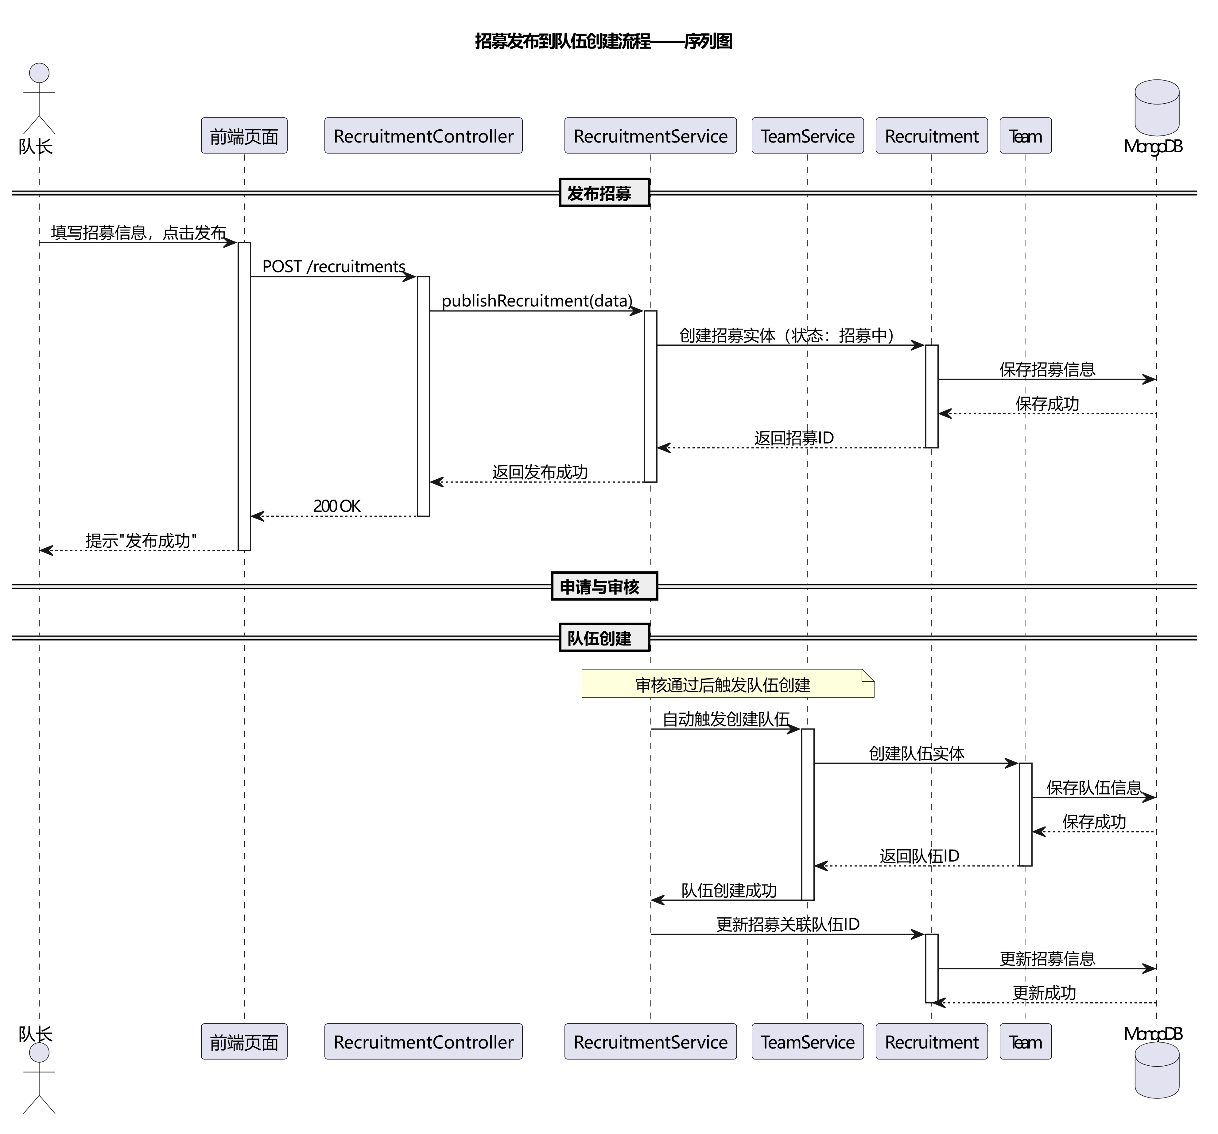 招募发布到队伍创建流程——序列图
队长
前端页面
RecruitmentController
RecruitmentService
TeamService
Recruitment
Team
MongoDB
发布招募
填写招募信息，点击发布
POST /recruitments
publishRecruitment(data)
创建招募实体（状态：招募中）
保存招募信息
保存成功
返回招募ID
返回发布成功
200 OK
提示"发布成功"
申请与审核
队伍创建
审核通过后触发队伍创建
自动触发创建队伍
创建队伍实体
保存队伍信息
保存成功
返回队伍ID
队伍创建成功
更新招募关联队伍ID
更新招募信息
更新成功
队长
前端页面
RecruitmentController
RecruitmentService
TeamService
Recruitment
Team
MongoDB